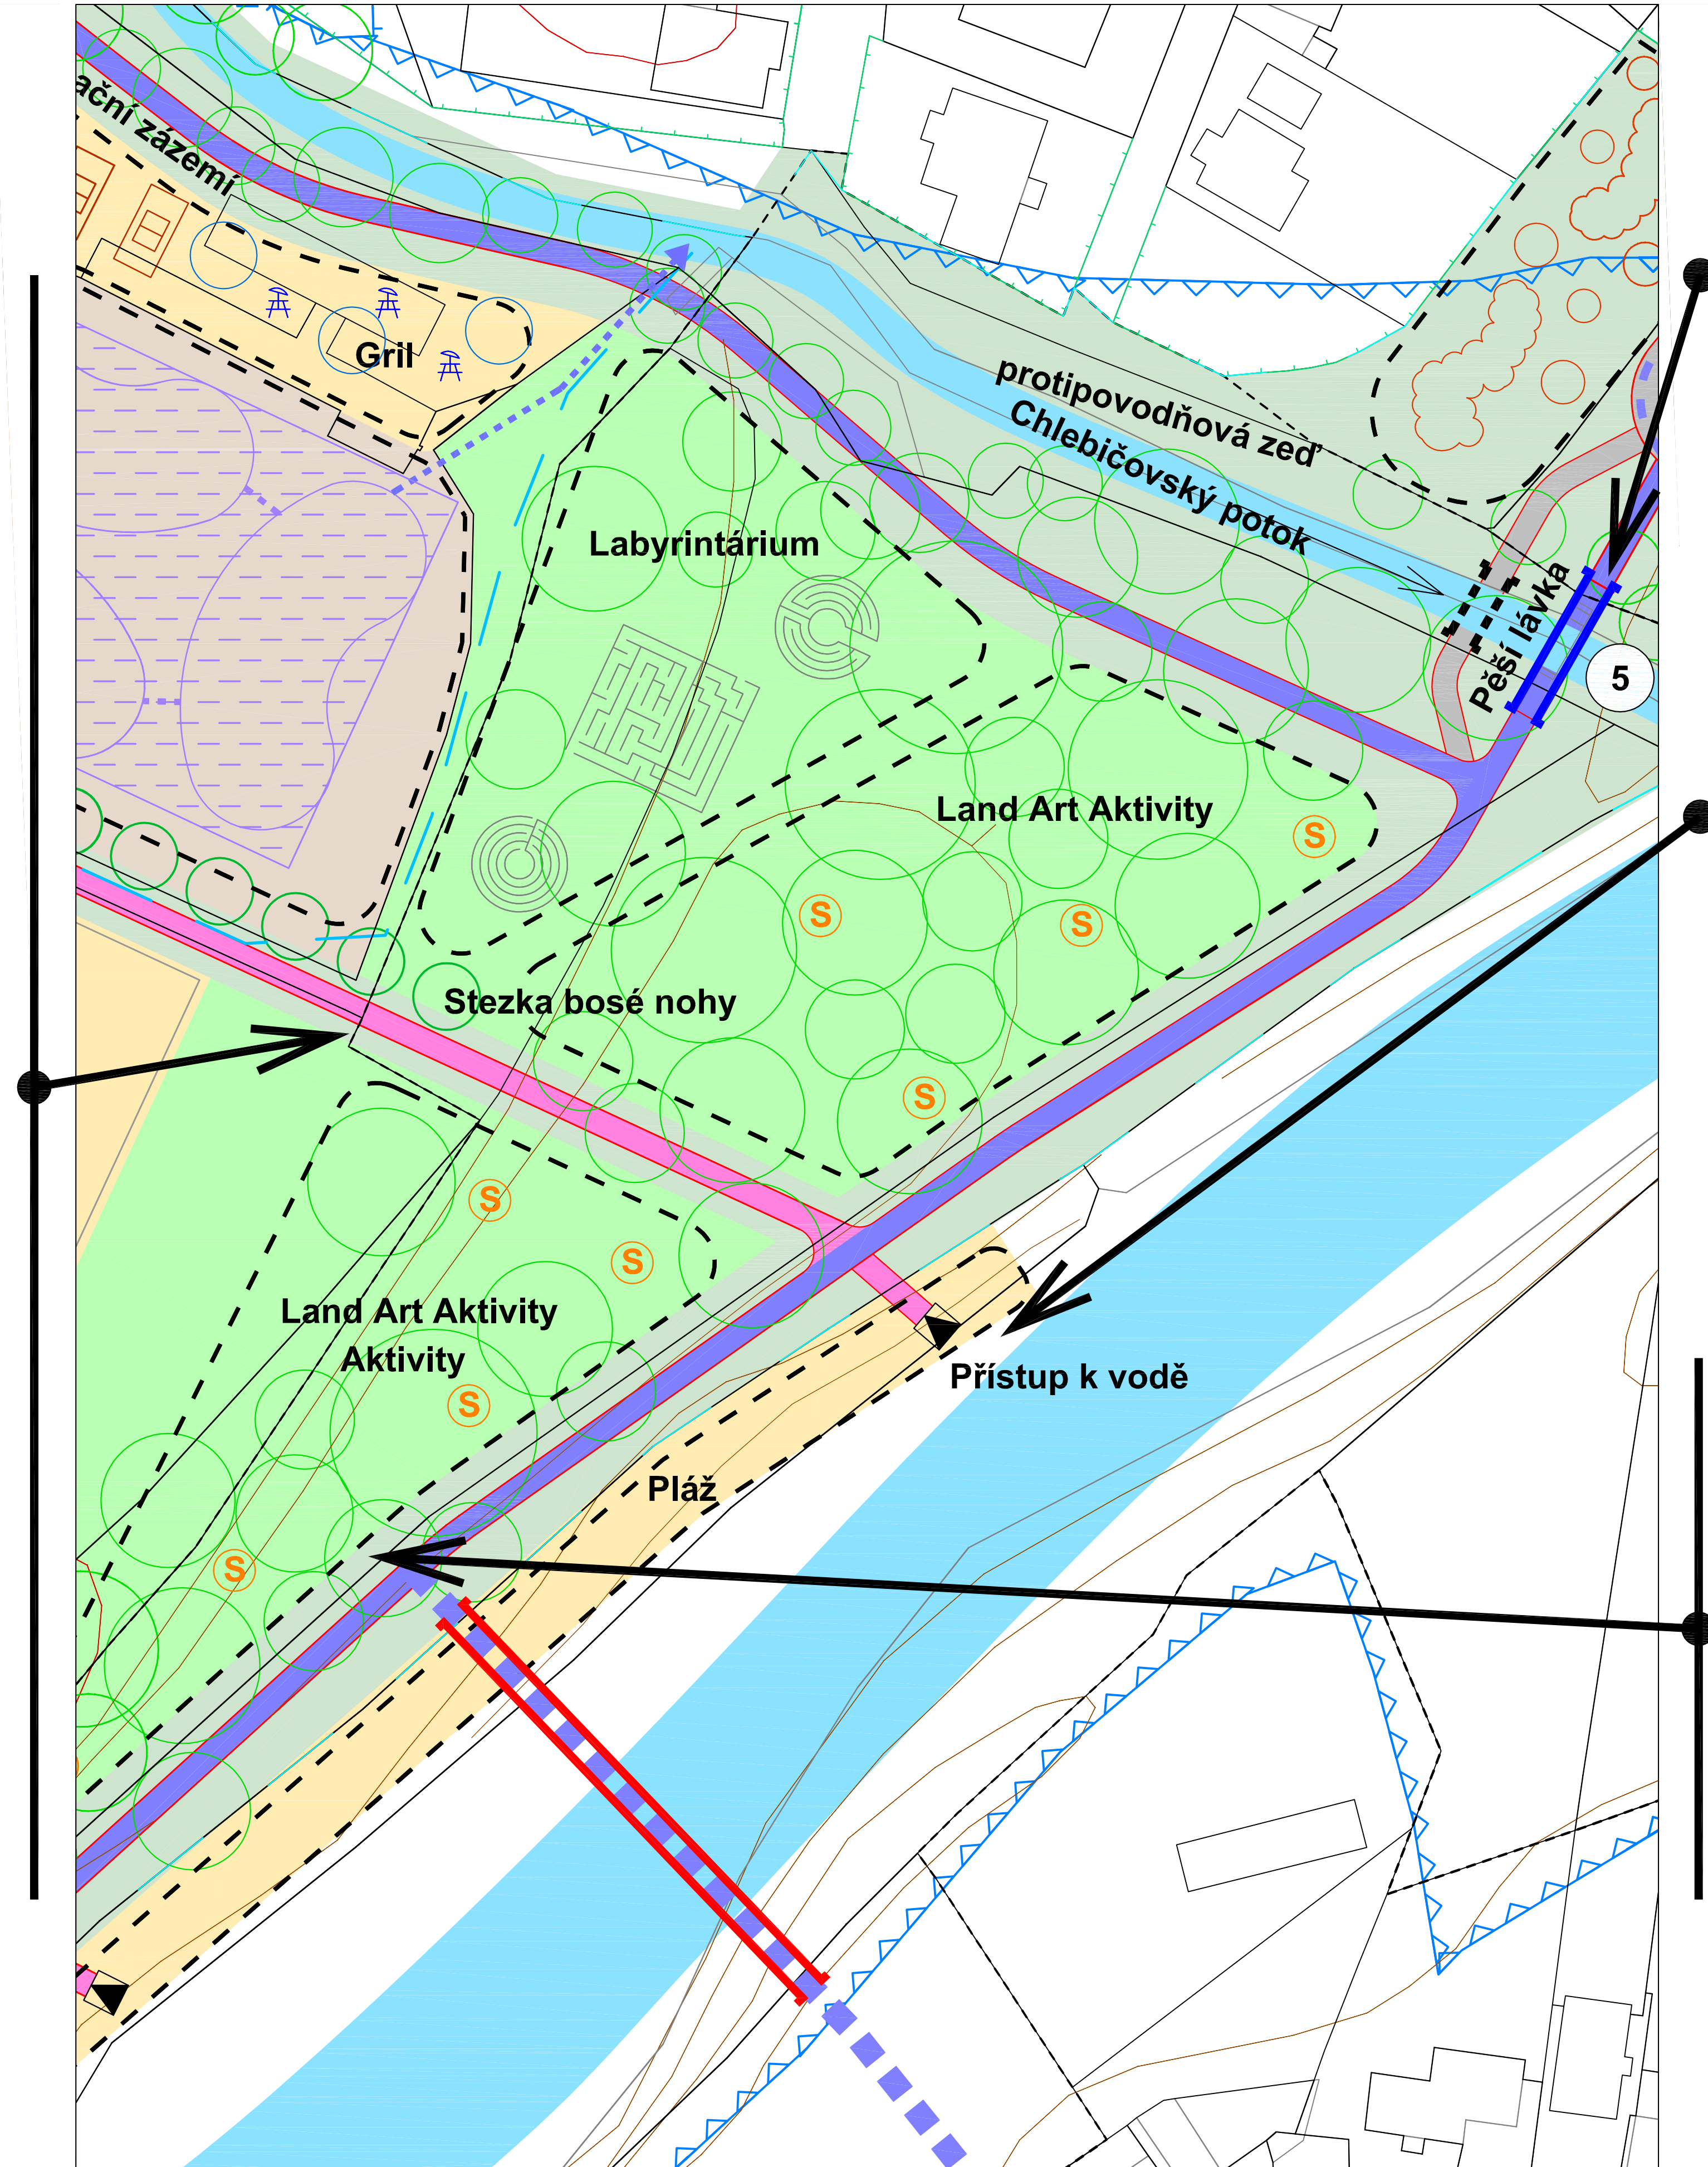 ační zázemí
Gril
protipovodňová zeď
Chlebičovský potok
Labyrintárium
Pěší lávka
5
Land Art Aktivity
S
S
S
Stezka bosé nohy
S
S
S
Land Art Aktivity
Aktivity
Přístup k vodě
S
Pláž
S